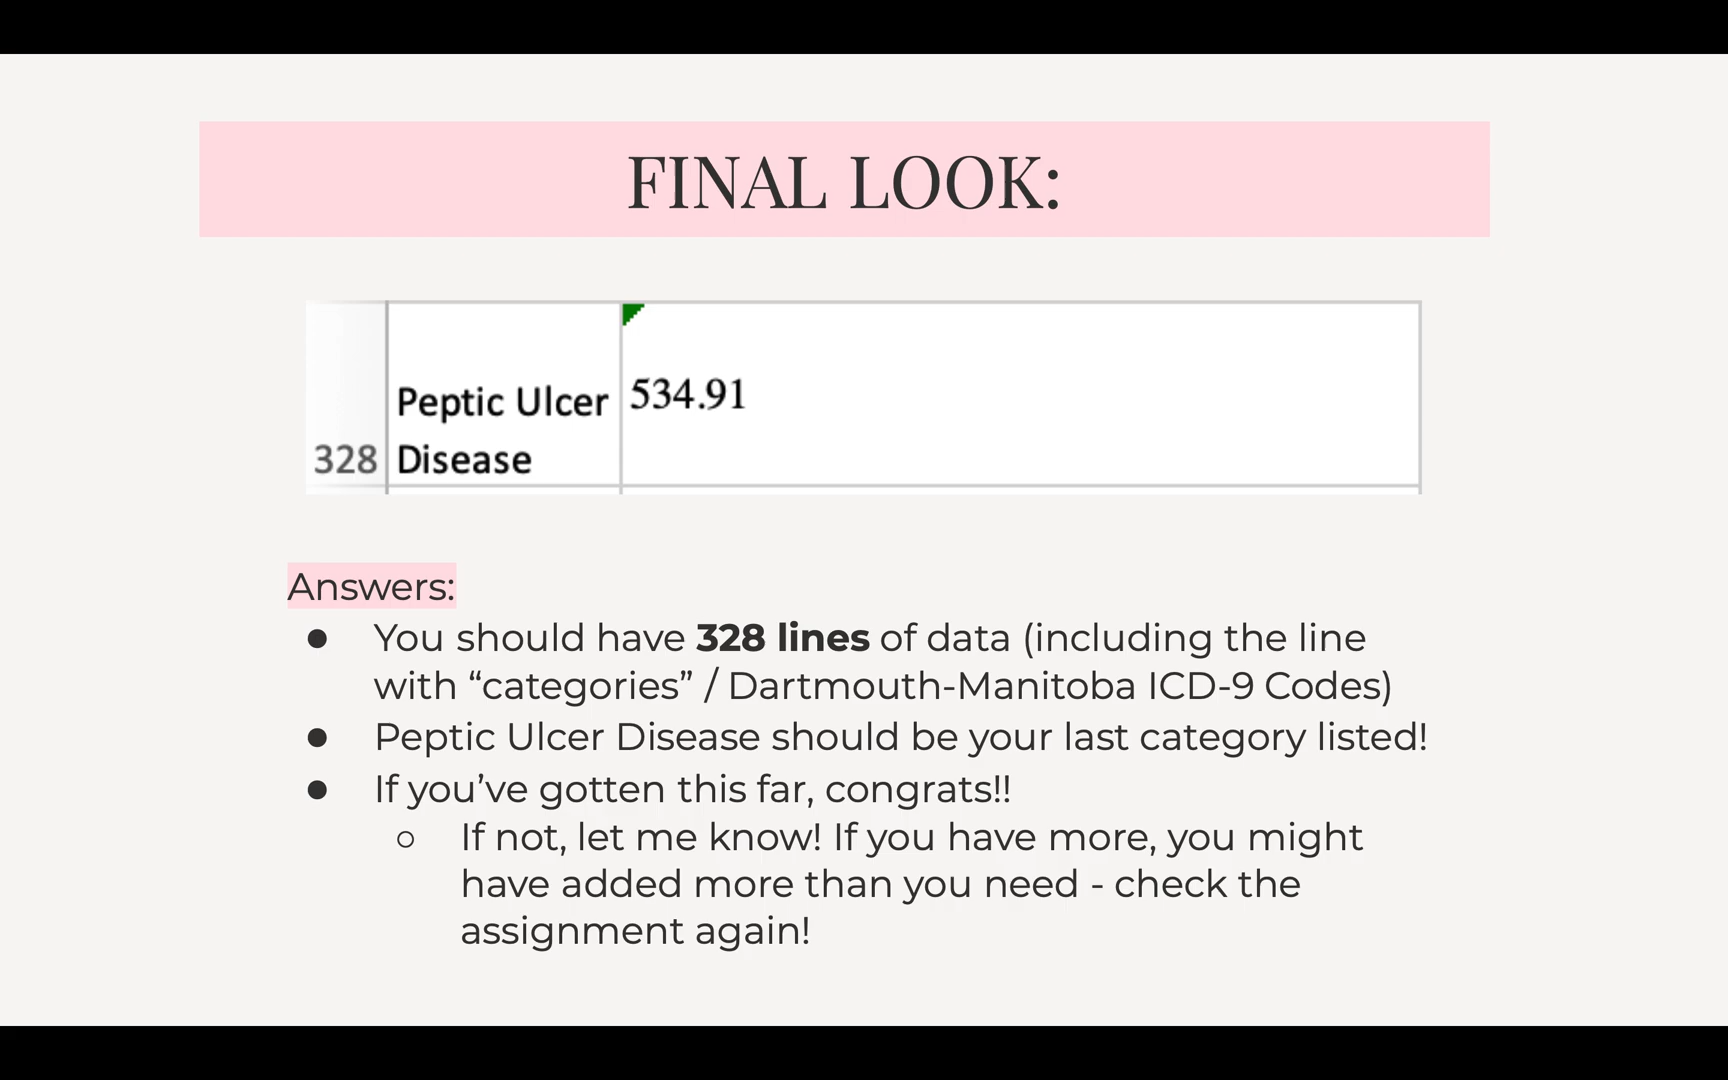 FINAL LOOK:
Peptic Ulcer 534.91
328 Disease
Answers:
● You should have 328 lines of data (including the line
with “categories” / Dartmouth-Manitoba ICD-9 Codes)
● Peptic Ulcer Disease should be your last category listed!
● If you’ve gotten this far, congrats!!
○ If not, let me know! If you have more, you might
have added more than you need - check the
assignment again!